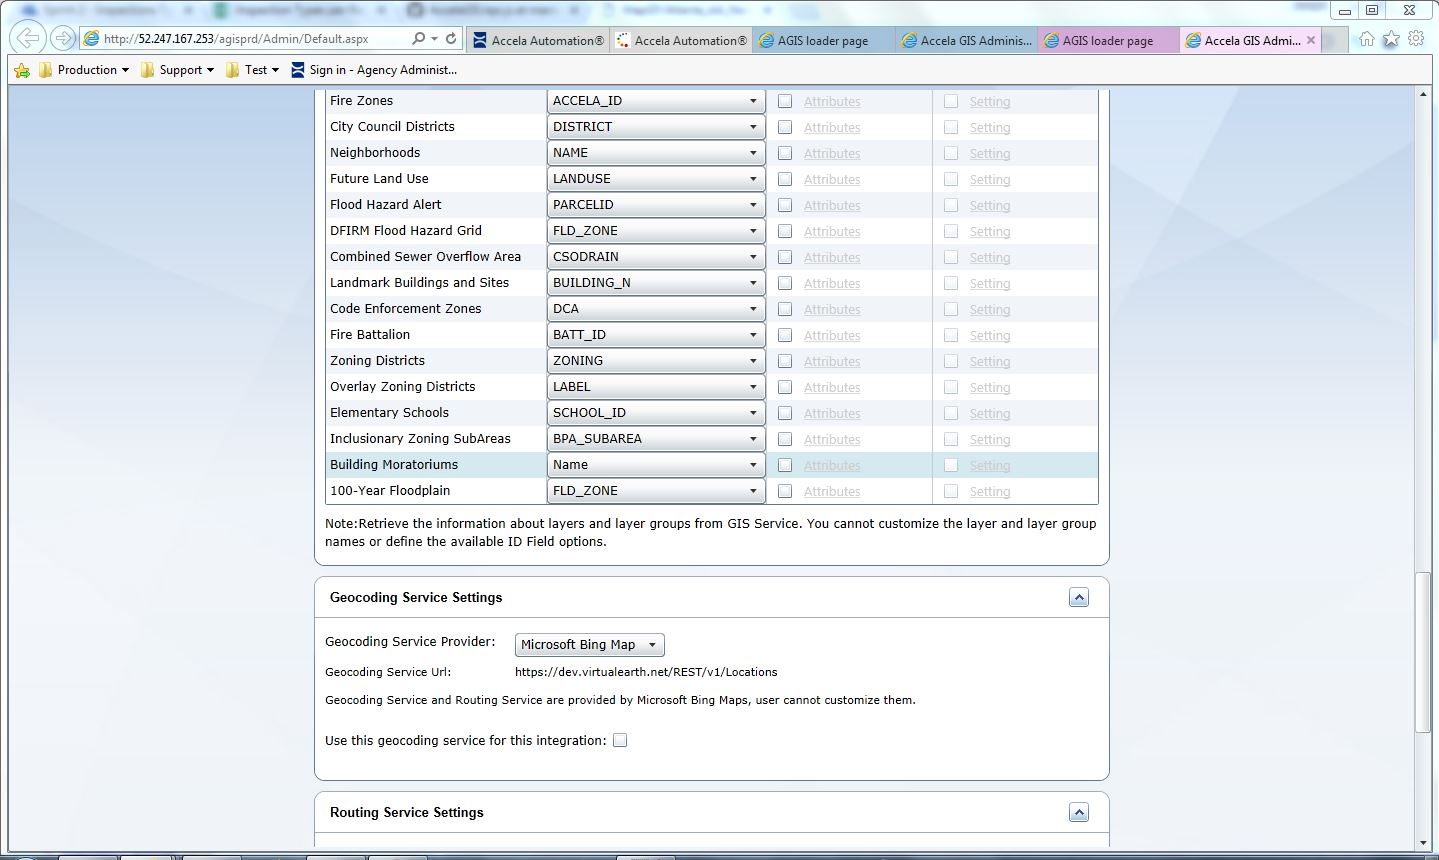 http://52.247.167.253/agisprd/Admin/Default.aspx
Accela Automation®
Accela Automation®
AGIS loader page
Accela GIS Adminis...
AGIS loader page
Accela GIS Admi...
Production
Support
Test
Sign in - Agency Administ...
Fire Zones ACCELA_ID Attributes Setting
City Council Districts DISTRICT Attributes Setting
Neighborhoods NAME Attributes Setting
Future Land Use LANDUSE Attributes Setting
Flood Hazard Alert PARCELID Attributes Setting
DFIRM Flood Hazard Grid FLD_ZONE Attributes Setting
Combined Sewer Overflow Area CSODRAIN Attributes Setting
Landmark Buildings and Sites BUILDING_N Attributes Setting
Code Enforcement Zones DCA Attributes Setting
Fire Battalion BATT_ID Attributes Setting
Zoning Districts ZONING Attributes Setting
Overlay Zoning Districts LABEL Attributes Setting
Elementary Schools SCHOOL_ID Attributes Setting
Inclusionary Zoning SubAreas BPA_SUBAREA Attributes Setting
Building Moratoriums Name Attributes Setting
100-Year Floodplain FLD_ZONE Attributes Setting
Note:Retrieve the information about layers and layer groups from GIS Service. You cannot customize the layer and layer group
names or define the available ID Field options.
Geocoding Service Settings
Geocoding Service Provider: Microsoft Bing Map
Geocoding Service Url: https://dev.virtualearth.net/REST/v1/Locations
Geocoding Service and Routing Service are provided by Microsoft Bing Maps, user cannot customize them.
Use this geocoding service for this integration:
Routing Service Settings